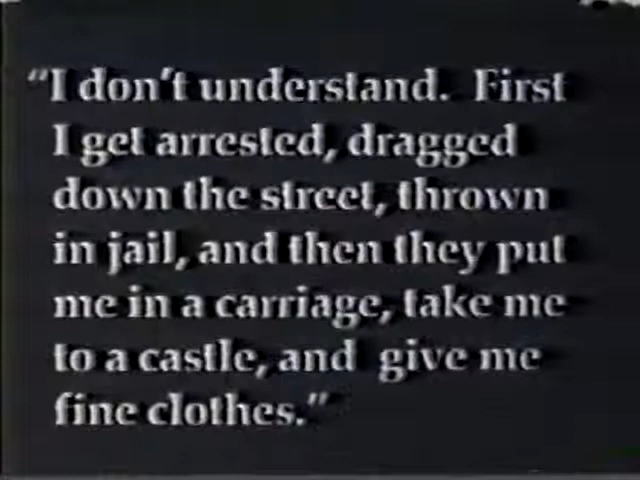 “I don’t understand. First
I get arrested, dragged
down the street, thrown
in jail, and then they put
me in a carriage, take me
to a castle, and give me
fine clothes.”